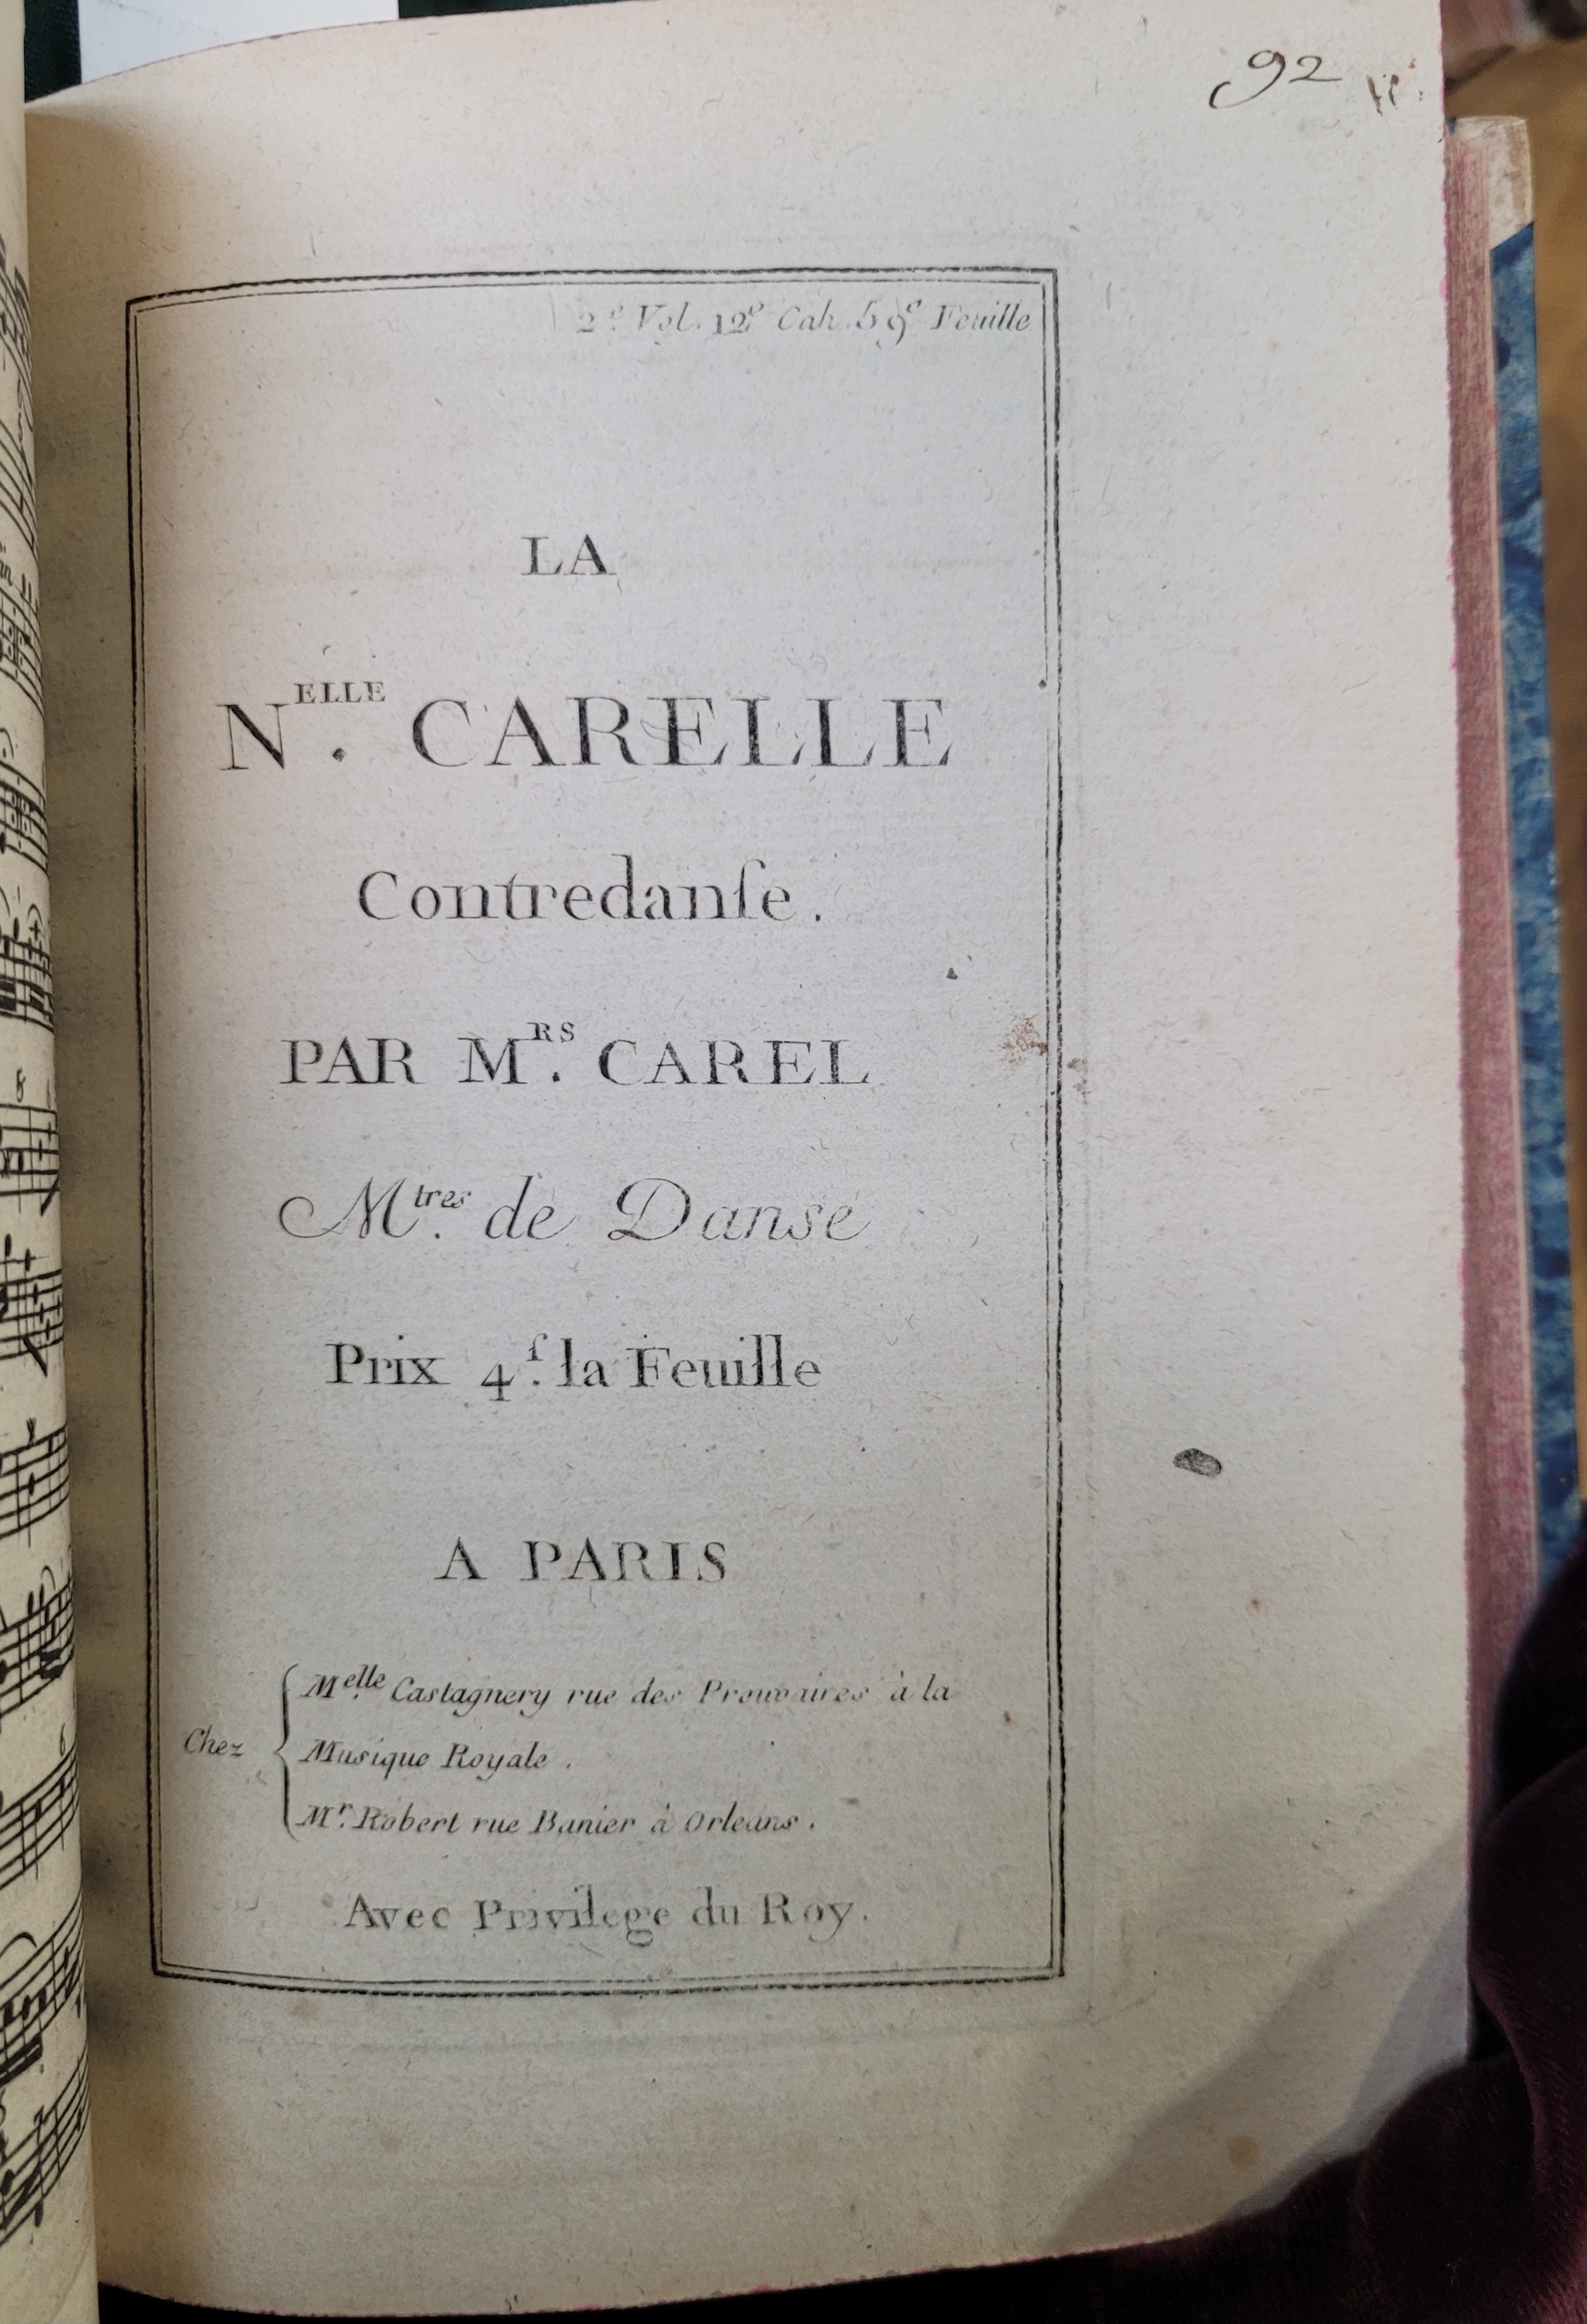 92
2.e Vol. 12.e Cah. 59.e Feuille
LA
N.ELLE CARELLE
Contredanſe.
PAR M.RS CAREL
M.tres de Danse
Prix 4.ſ la Feuille
A PARIS
Chez
Melle. Castagnery rue des Prouvaires à la
Musique Royale.
Mr. Robert rue Banier à Orleans.
Avec Privilege du Roy.